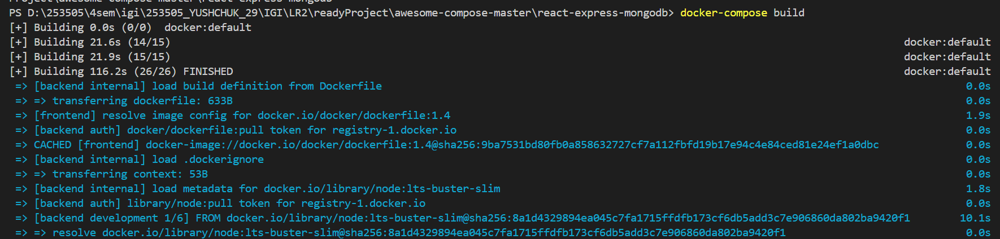 Project\awesome-compose-master\react-express-mongodb
PS D:\253505\4sem\igi\253505_YUSHCHUK_29\IGI\LR2\readyProject\awesome-compose-master\react-express-mongodb> docker-compose build
[+] Building 0.0s (0/0)  docker:default
[+] Building 21.6s (14/15) docker:default
[+] Building 21.9s (15/15) docker:default
[+] Building 116.2s (26/26) FINISHED docker:default
=> [backend internal] load build definition from Dockerfile 0.0s
=> => transferring dockerfile: 633B 0.0s
=> [frontend] resolve image config for docker.io/docker/dockerfile:1.4 1.9s
=> [backend auth] docker/dockerfile:pull token for registry-1.docker.io 0.0s
=> CACHED [frontend] docker-image://docker.io/docker/dockerfile:1.4@sha256:9ba7531bd80fb0a858632727cf7a112fbfd19b17e94c4e84ced81e24ef1a0dbc 0.0s
=> [backend internal] load .dockerignore 0.0s
=> => transferring context: 53B 0.0s
=> [backend internal] load metadata for docker.io/library/node:lts-buster-slim 1.8s
=> [backend auth] library/node:pull token for registry-1.docker.io 0.0s
=> [backend development 1/6] FROM docker.io/library/node:lts-buster-slim@sha256:8a1d4329894ea045c7fa1715ffdfb173cf6db5add3c7e906860da802ba9420f1 10.1s
=> => resolve docker.io/library/node:lts-buster-slim@sha256:8a1d4329894ea045c7fa1715ffdfb173cf6db5add3c7e906860da802ba9420f1 0.0s